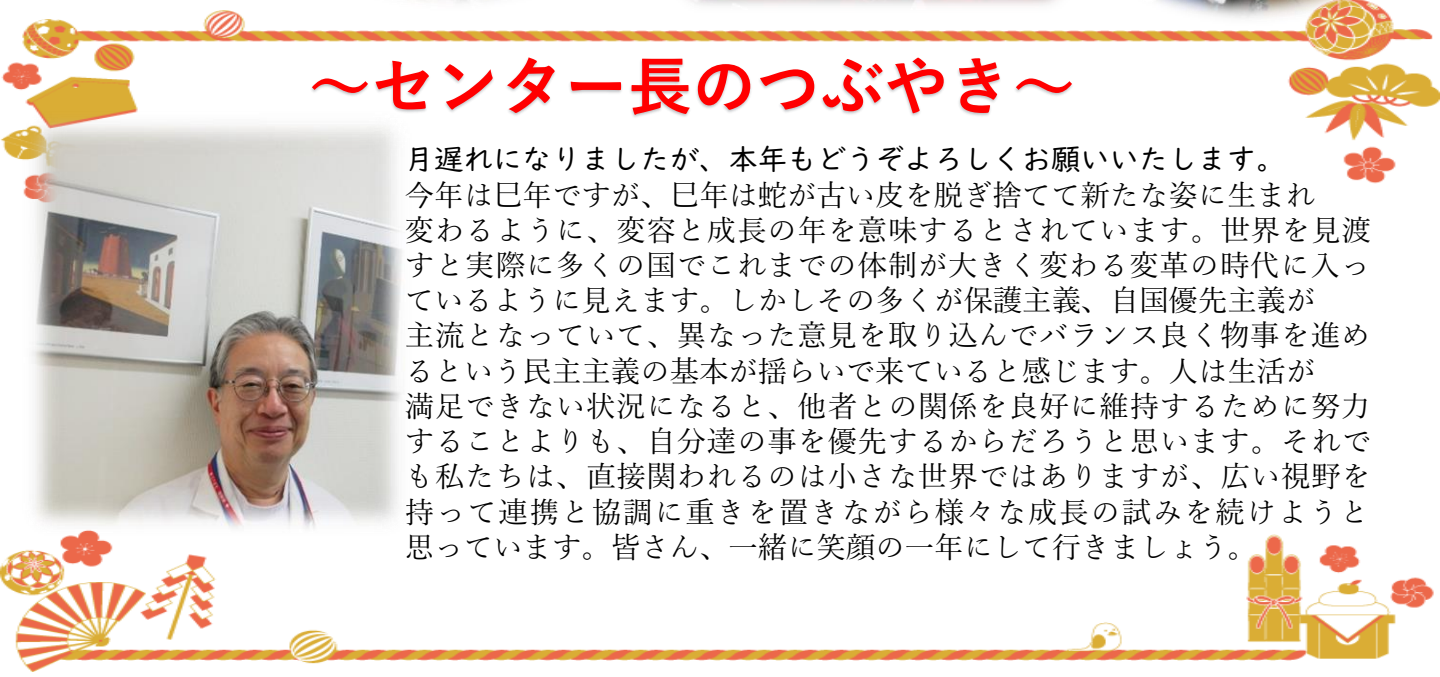 ～センター長のつぶやき～
月遅れになりましたが、本年もどうぞよろしくお願いいたします。
今年は巳年ですが、巳年は蛇が古い皮を脱ぎ捨てて新たな姿に生まれ
変わるように、変容と成長の年を意味するとされています。世界を見渡
すと実際に多くの国でこれまでの体制が大きく変わる変革の時代に入っ
ているように見えます。しかしその多くが保護主義、自国優先主義が
主流となっていて、異なった意見を取り込んでバランス良く物事を進め
るという民主主義の基本が揺らいで来ていると感じます。人は生活が
満足できない状況になると、他者との関係を良好に維持するために努力
することよりも、自分達の事を優先するからだろうと思います。それで
も私たちは、直接関われるのは小さな世界ではありますが、広い視野を
持って連携と協調に重きを置きながら様々な成長の試みを続けようと
思っています。皆さん、一緒に笑顔の一年にして行きましょう。